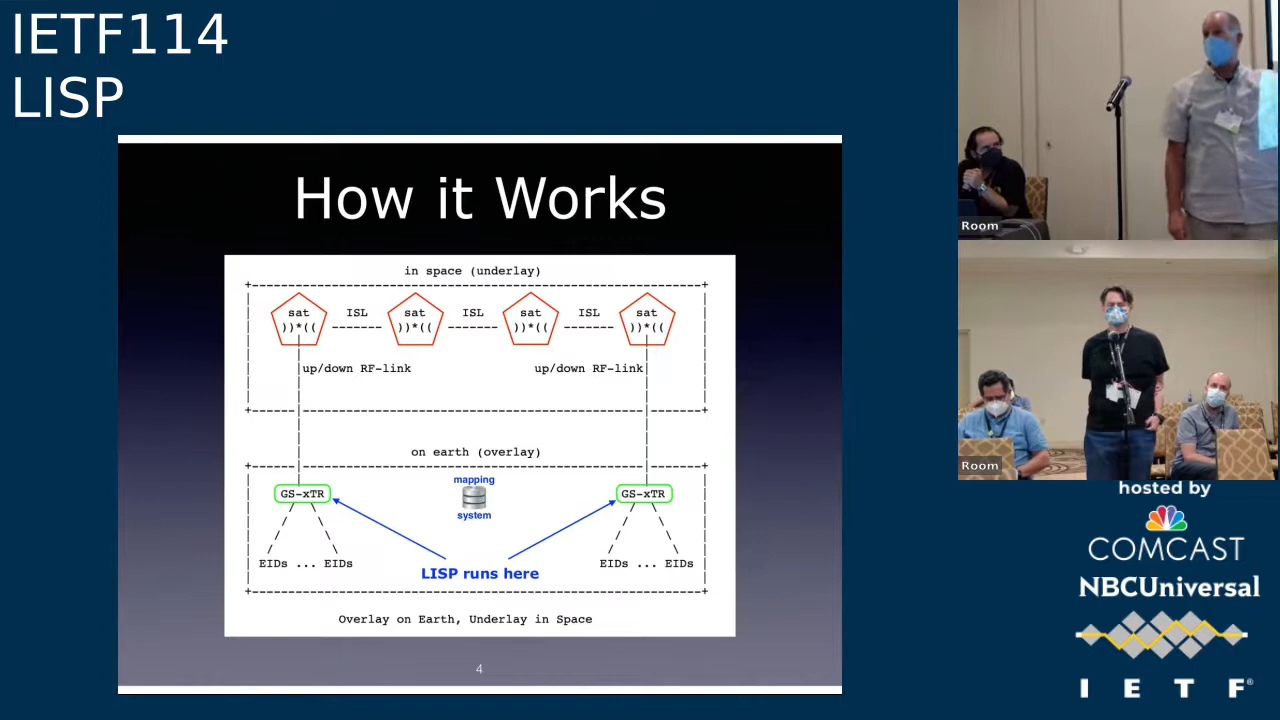 IETF114
LISP
How it Works
in space (underlay)
sat ISL sat ISL sat ISL sat
))*(( ------- ))*(( ------- ))*(( ------- ))*((
up/down RF-link up/down RF-link
on earth (overlay)
mapping
GS-xTR GS-xTR
system
EIDs ... EIDs EIDs ... EIDs
LISP runs here
Overlay on Earth, Underlay in Space
4
Room
Room
hosted by
COMCAST
NBCUniversal
I E T F®